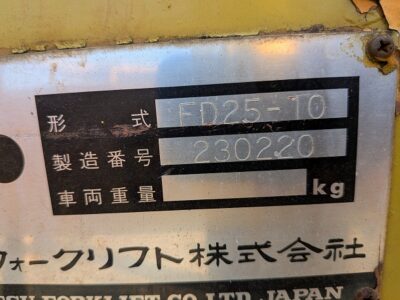 形 式 FD25-10
製造番号 230220
車両重量 kg
フォークリフト株式会社
FORKLIFT CO.,LTD. JAPAN